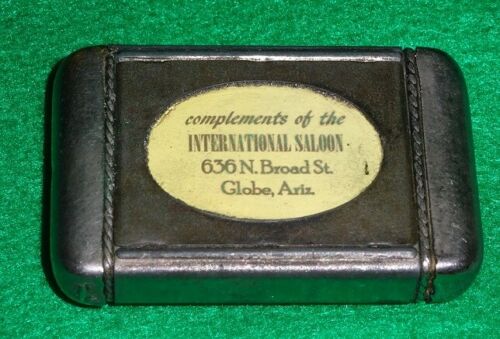 complements of the
INTERNATIONAL SALOON
636 N. Broad St.
Globe, Ariz.